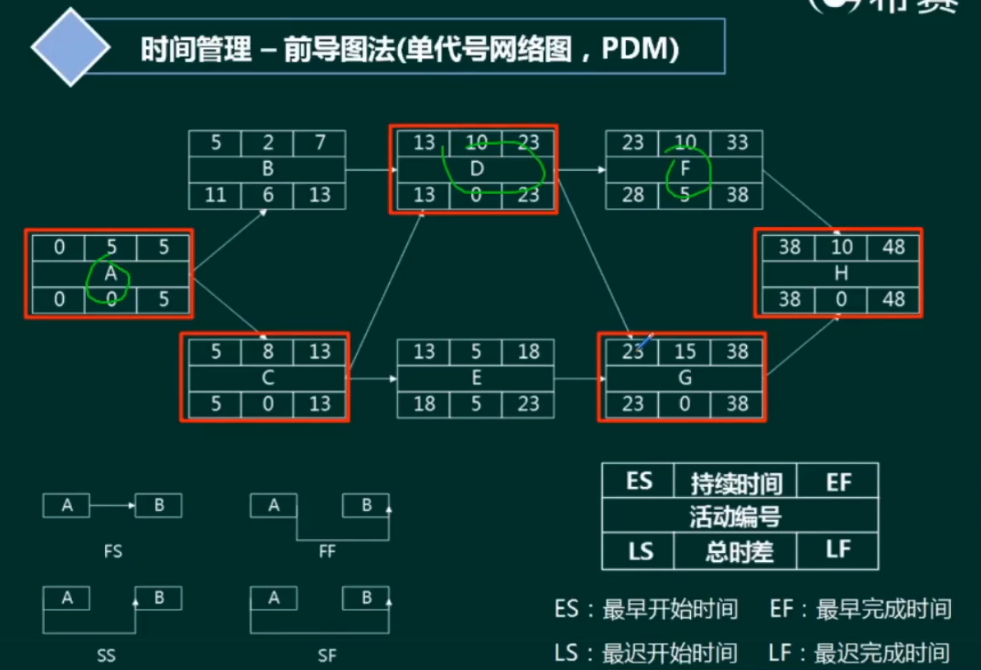 希赛
时间管理 – 前导图法(单代号网络图，PDM)
5 2 7
B
11 6 13
13 10 23
D
13 0 23
23 10 33
F
28 5 38
0 5 5
A
0 0 5
38 10 48
H
38 0 48
5 8 13
C
5 0 13
13 5 18
E
18 5 23
23 15 38
G
23 0 38
A B
FS
A B
FF
A B
SS
A B
SF
ES 持续时间 EF
活动编号
LS 总时差 LF
ES：最早开始时间 EF：最早完成时间
LS：最迟开始时间 LF：最迟完成时间